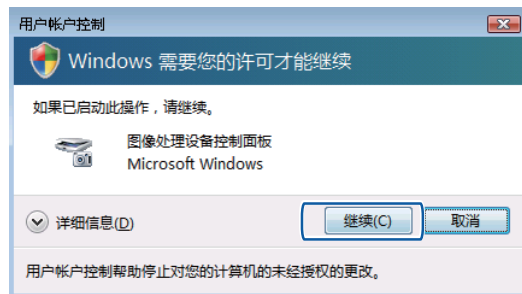 用户帐户控制
Windows 需要您的许可才能继续
如果已启动此操作，请继续。
图像处理设备控制面板
Microsoft Windows
详细信息(D)
继续(C)
取消
用户帐户控制帮助停止对您的计算机的未经授权的更改。